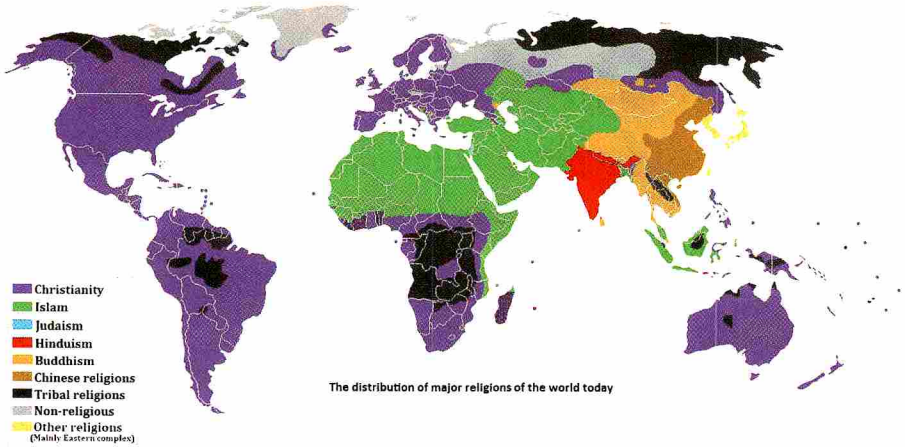 Christianity
Islam
Judaism
Hinduism
Buddhism
Chinese religions
Tribal religions
Non-religious
Other religions
(Mainly Eastern complex)
The distribution of major religions of the world today